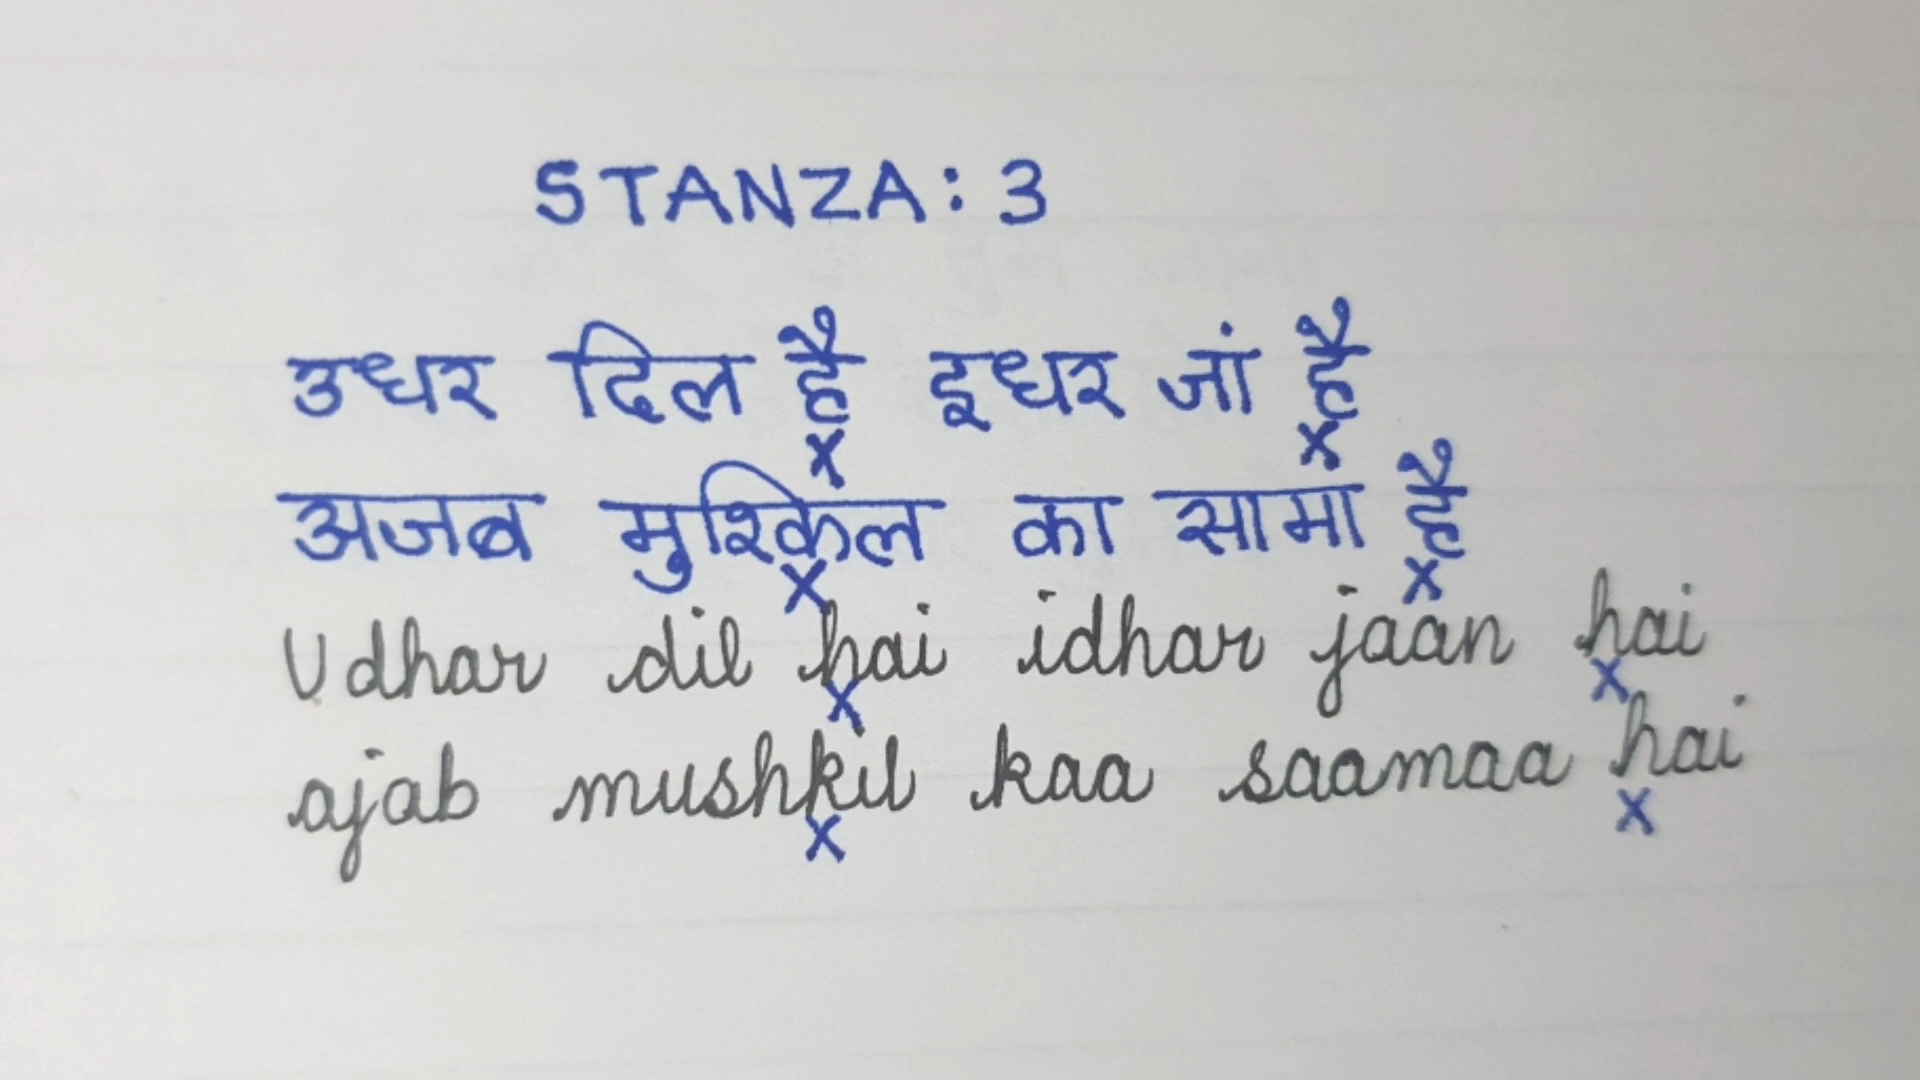 STANZA: 3
उधर दिल है इधर जां है
x x
अजब मुश्किल का सामा है
x x
Udhar dil hai idhar jaan hai
x x
ajab mushkil kaa saamaa hai
x x